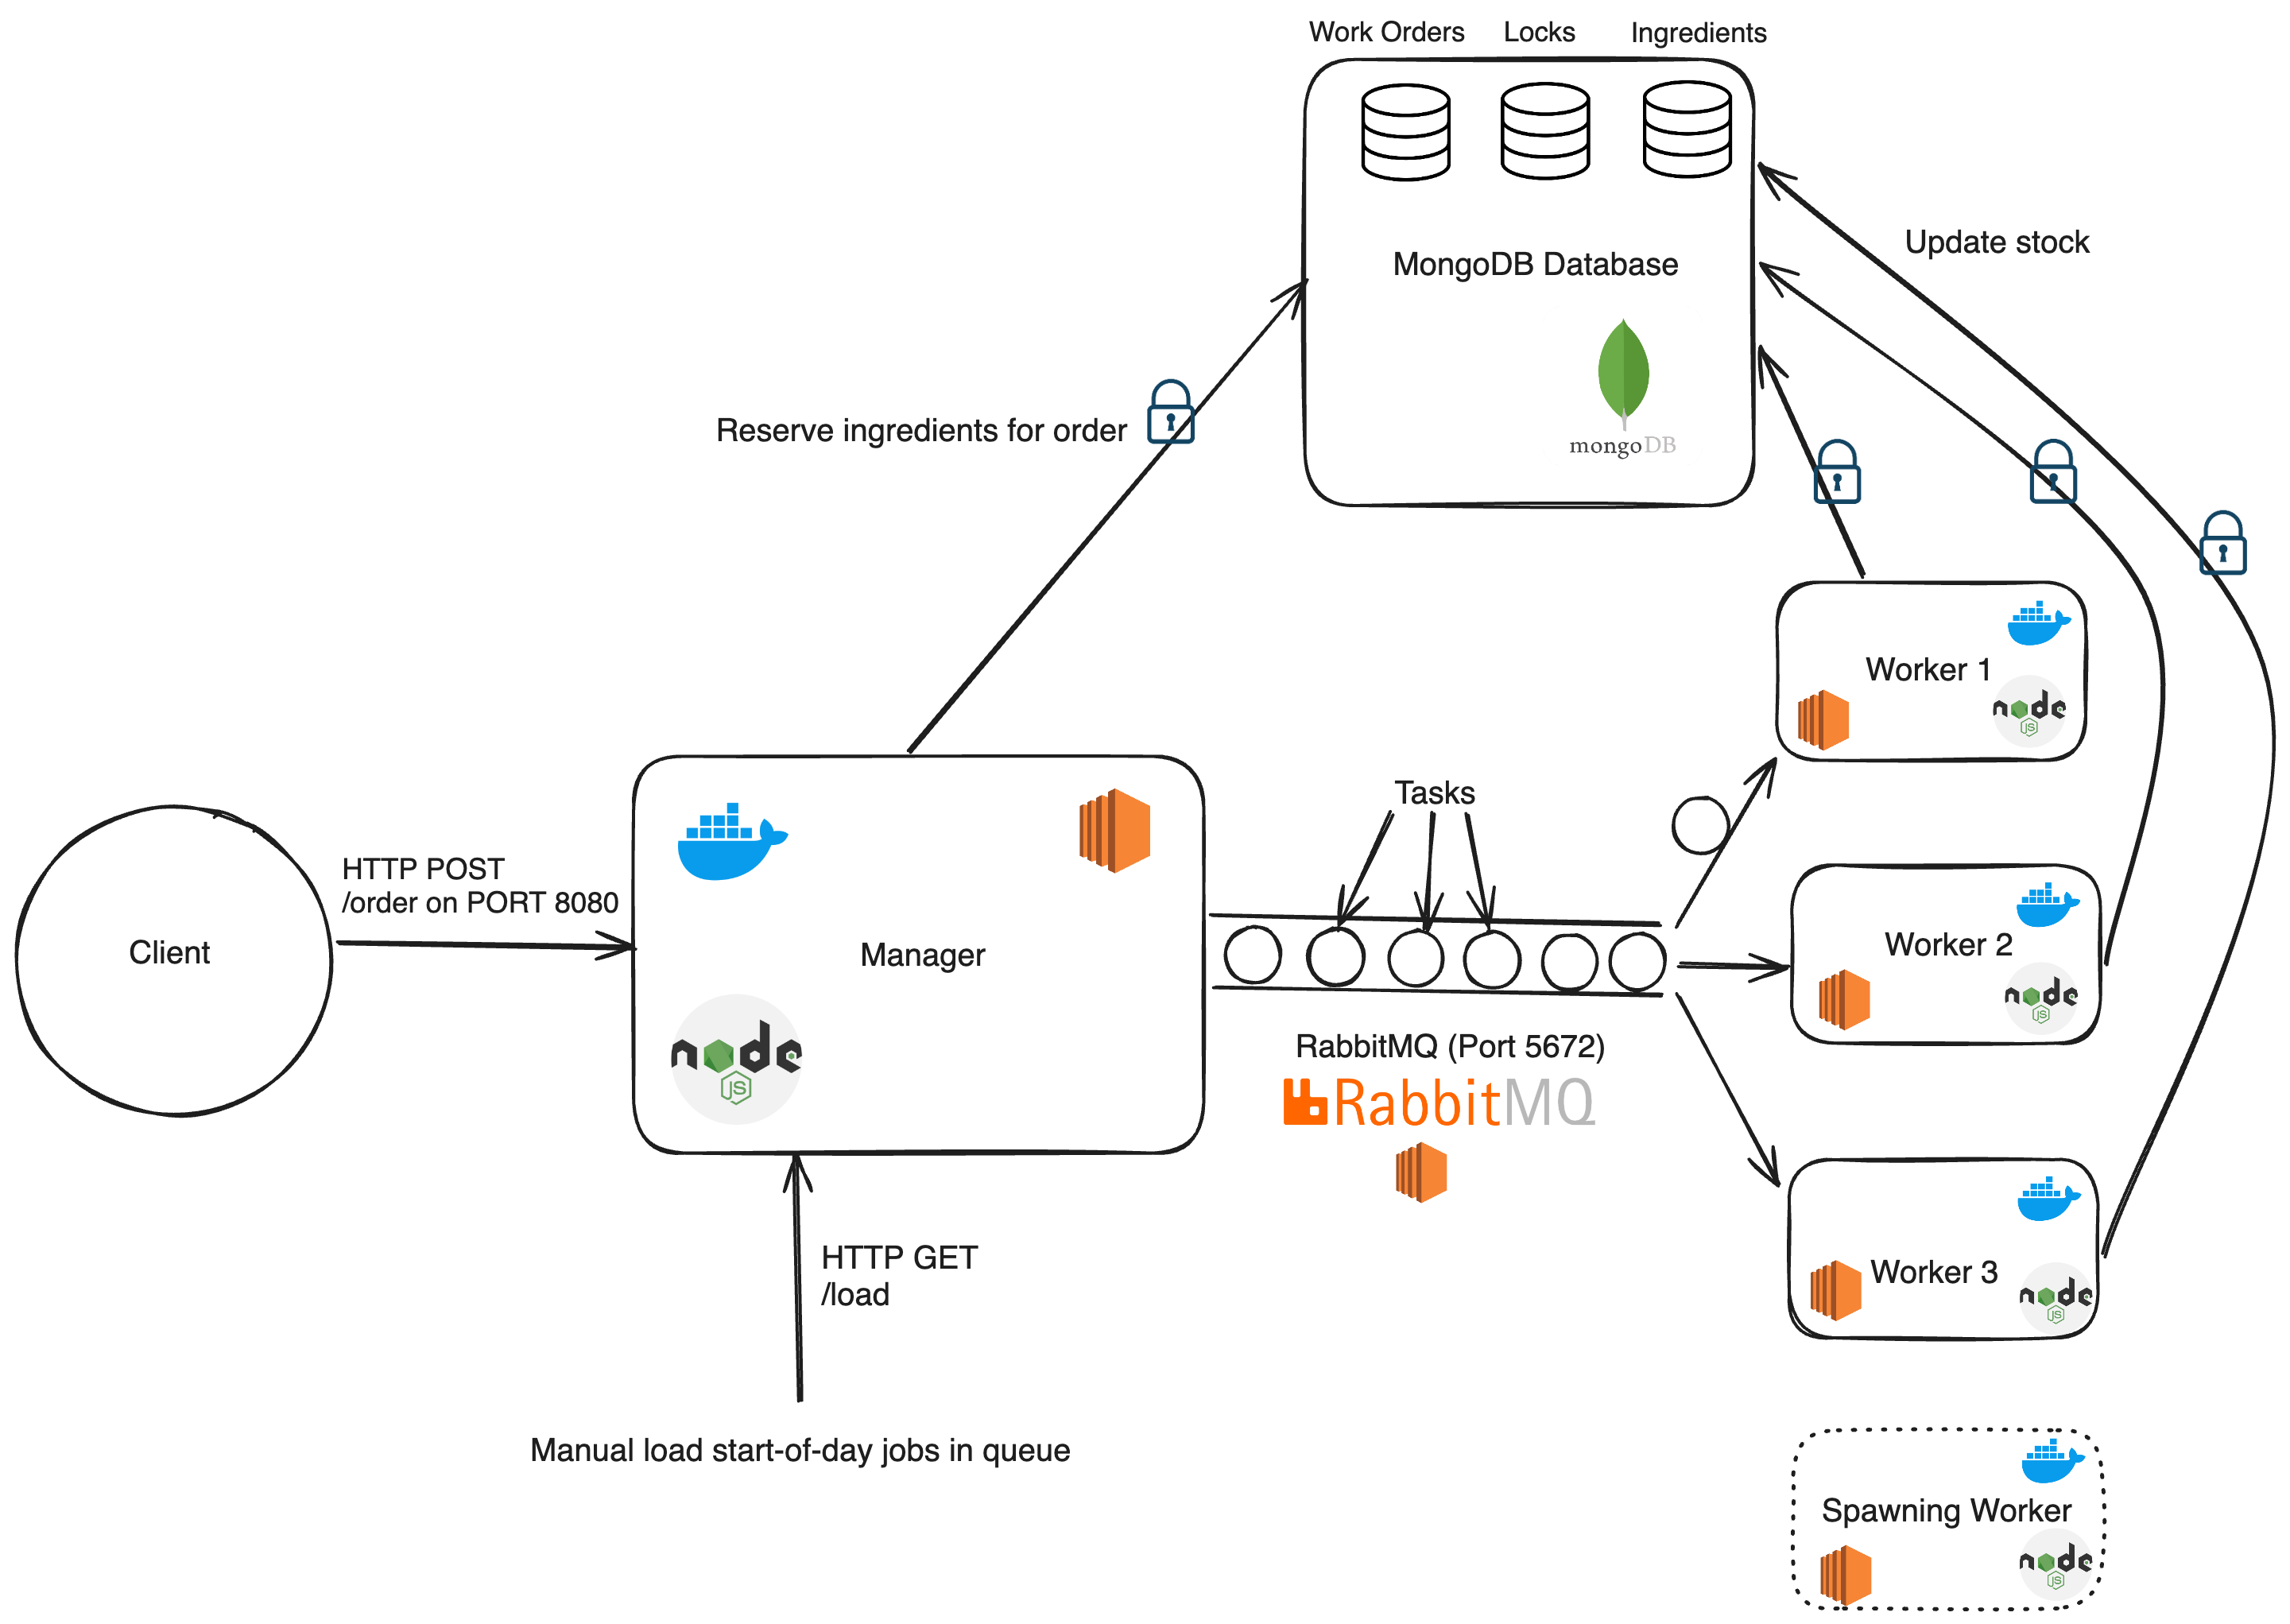 Work Orders
Locks
Ingredients
MongoDB Database
mongoDB
Update stock
Reserve ingredients for order
Worker 1
node
JS
Client
HTTP POST
/order on PORT 8080
Manager
node
JS
Tasks
Worker 2
node
JS
RabbitMQ (Port 5672)
RabbitMQ
HTTP GET
/load
Worker 3
node
JS
Manual load start-of-day jobs in queue
Spawning Worker
node
JS